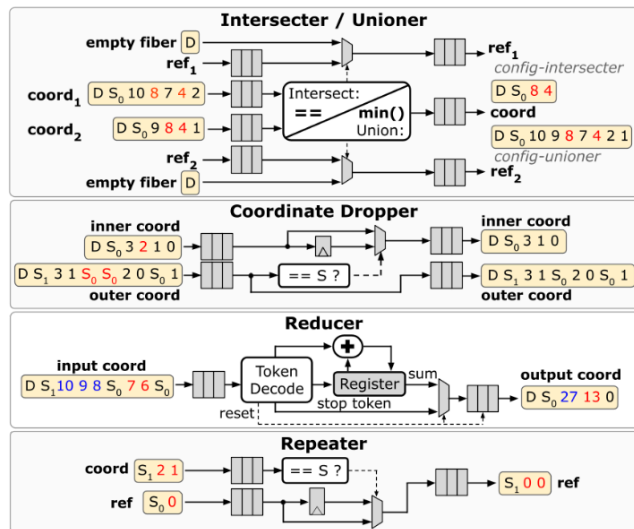 Intersecter / Unioner
empty fiber D
ref1
coord1 D S0 10 8 7 4 2
coord2 D S0 9 8 4 1
ref2
empty fiber D
Intersect:
==
min()
Union:
ref1
config-intersecter
D S0 8 4
coord
D S0 10 9 8 7 4 2 1
config-unioner
ref2
Coordinate Dropper
inner coord
D S0 3 2 1 0
D S1 3 1 S0 S0 2 0 S0 1
outer coord
== S ?
inner coord
D S0 3 1 0
D S1 3 1 S0 2 0 S0 1
outer coord
Reducer
input coord
D S1 10 9 8 S0 7 6 S0
Token
Decode
+
Register
sum
stop token
reset
output coord
D S0 27 13 0
Repeater
coord S1 2 1
ref S0 0
== S ?
S1 0 0 ref